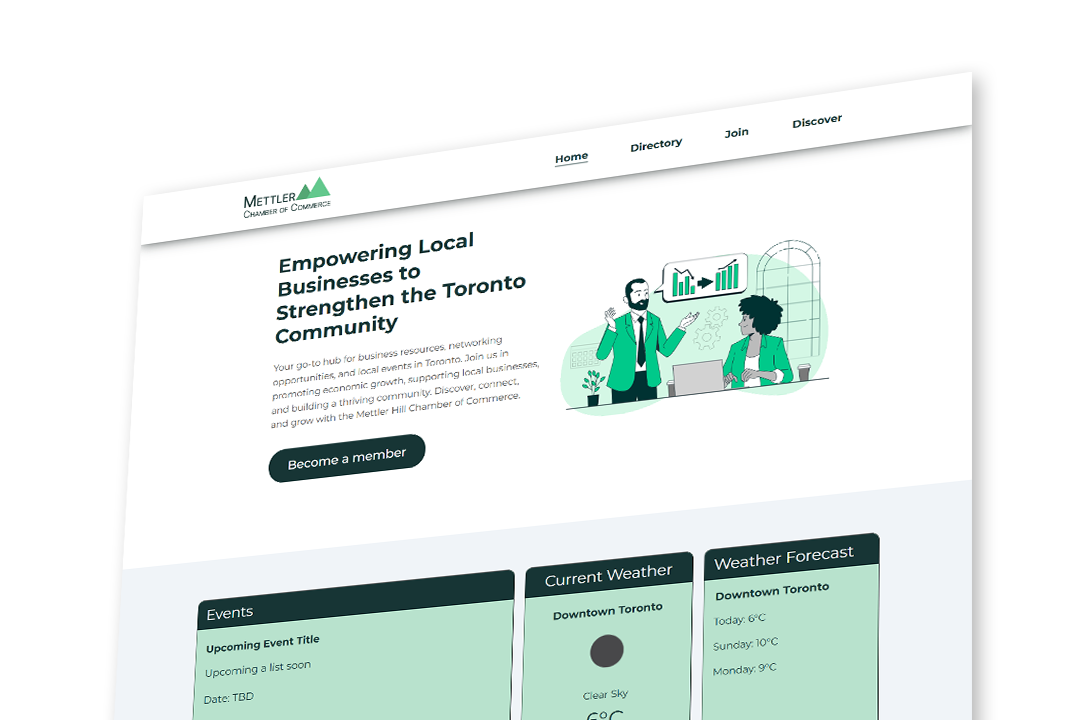 METTLER
CHAMBER OF COMMERCE
Home
Directory
Join
Discover
Empowering Local
Businesses to
Strengthen the Toronto
Community
Your go-to hub for business resources, networking
opportunities, and local events in Toronto. Join us in
promoting economic growth, supporting local businesses,
and building a thriving community. Discover, connect,
and grow with the Mettler Hill Chamber of Commerce.
Become a member
Events
Upcoming Event Title
Upcoming a list soon
Date: TBD
Current Weather
Downtown Toronto
Clear Sky
6°C
Weather Forecast
Downtown Toronto
Today: 6°C
Sunday: 10°C
Monday: 9°C